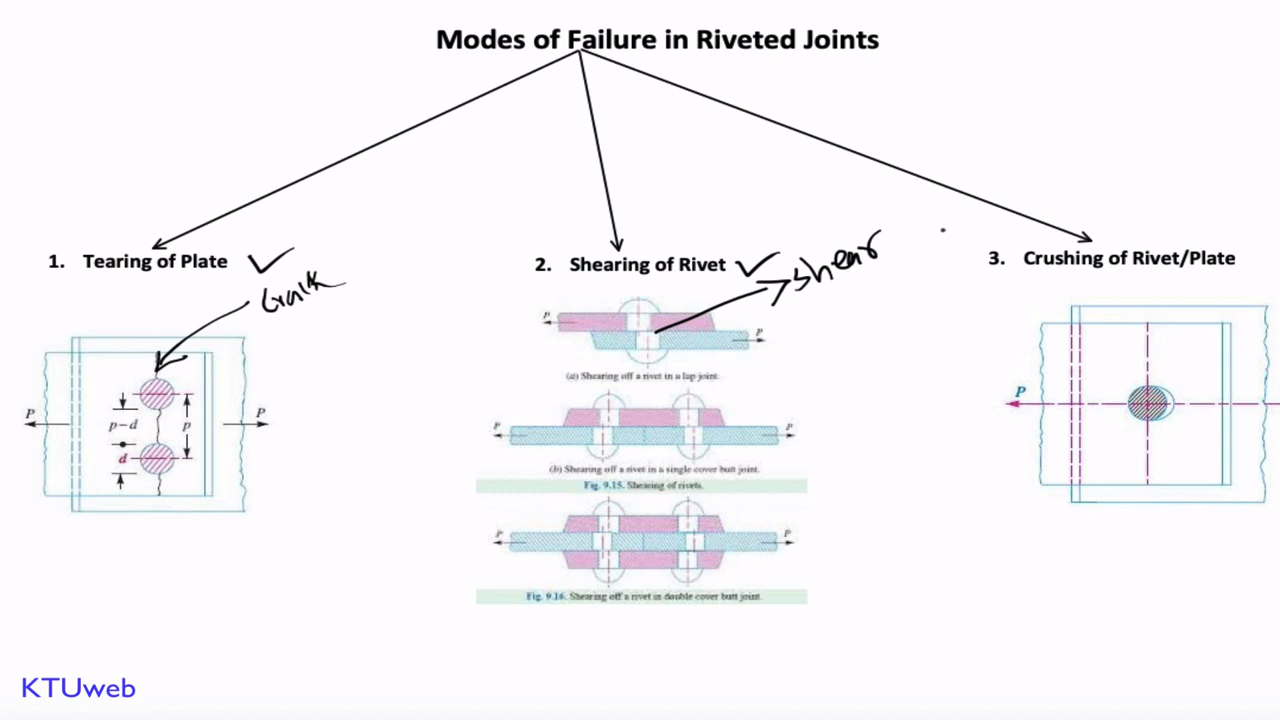 Modes of Failure in Riveted Joints
1. Tearing of Plate
Crack
P
P
p–d
p
d
2. Shearing of Rivet
shear
P
P
(a) Shearing off a rivet in a lap joint.
P
P
(b) Shearing off a rivet in a single cover butt joint.
Fig. 9.15. Shearing of rivets.
P
P
Fig. 9.16. Shearing off a rivet in double cover butt joint.
3. Crushing of Rivet/Plate
P
KTUweb